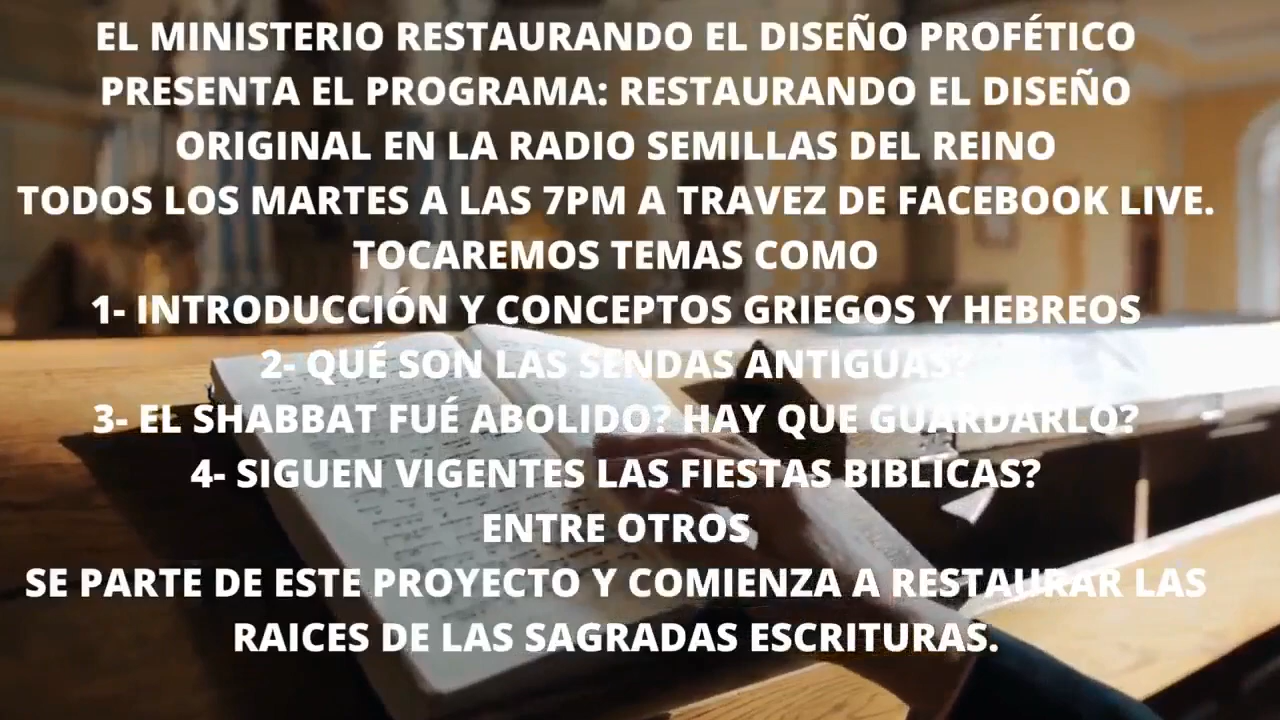 EL MINISTERIO RESTAURANDO EL DISEÑO PROFÉTICO
PRESENTA EL PROGRAMA: RESTAURANDO EL DISEÑO
ORIGINAL EN LA RADIO SEMILLAS DEL REINO
TODOS LOS MARTES A LAS 7PM A TRAVEZ DE FACEBOOK LIVE.
TOCAREMOS TEMAS COMO
1- INTRODUCCIÓN Y CONCEPTOS GRIEGOS Y HEBREOS
2- QUÉ SON LAS SENDAS ANTIGUAS?
3- EL SHABBAT FUÉ ABOLIDO? HAY QUE GUARDARLO?
4- SIGUEN VIGENTES LAS FIESTAS BIBLICAS?
ENTRE OTROS
SE PARTE DE ESTE PROYECTO Y COMIENZA A RESTAURAR LAS
RAICES DE LAS SAGRADAS ESCRITURAS.